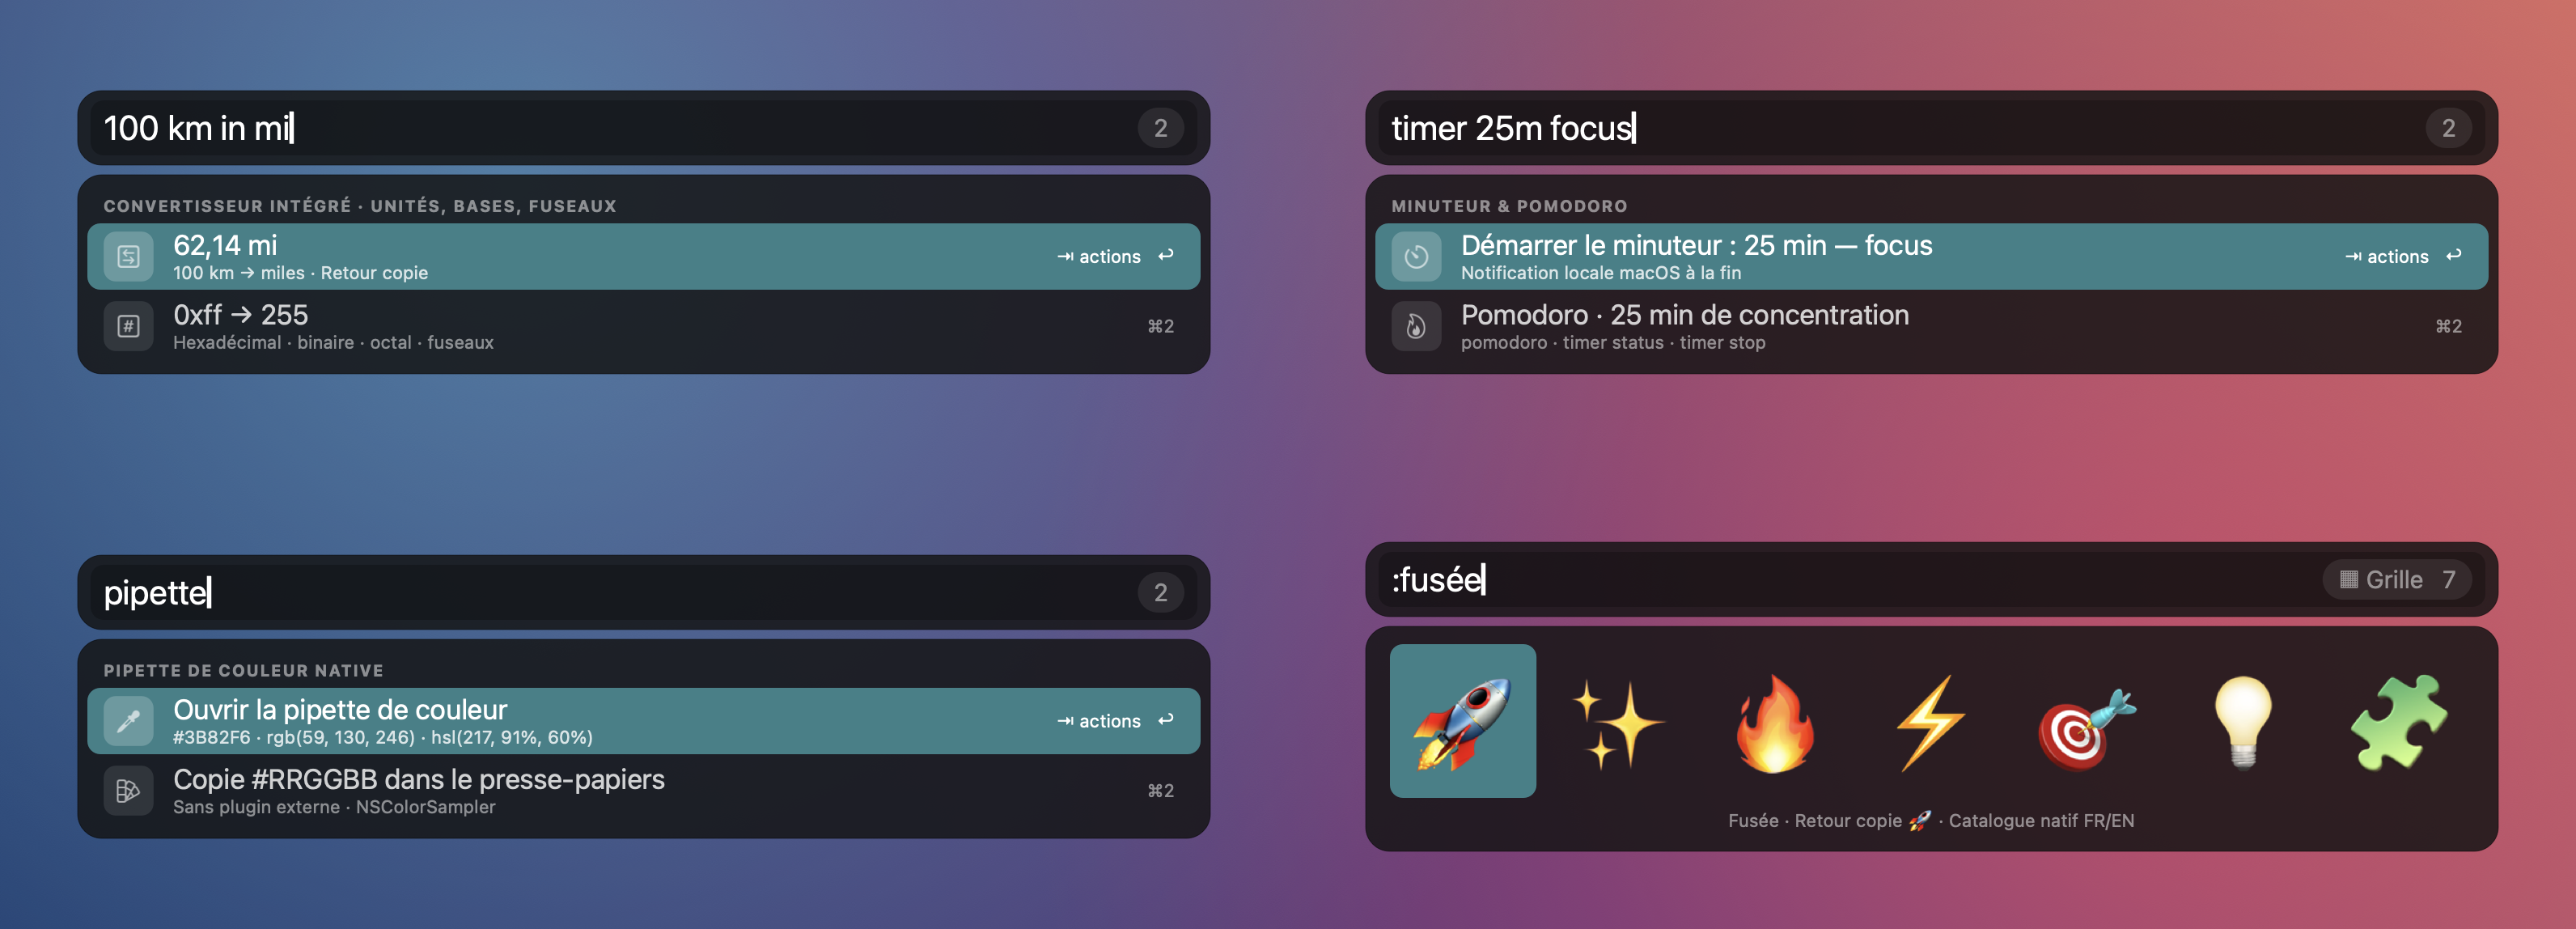 100 km in mi
2
CONVERTISSEUR INTÉGRÉ · UNITÉS, BASES, FUSEAUX
62,14 mi
100 km → miles · Retour copie
⇥ actions ↩
0xff → 255
Hexadécimal · binaire · octal · fuseaux
⌘2
timer 25m focus
2
MINUTEUR & POMODORO
Démarrer le minuteur : 25 min — focus
Notification locale macOS à la fin
⇥ actions ↩
Pomodoro · 25 min de concentration
pomodoro · timer status · timer stop
⌘2
pipette
2
PIPETTE DE COULEUR NATIVE
Ouvrir la pipette de couleur
#3B82F6 · rgb(59, 130, 246) · hsl(217, 91%, 60%)
⇥ actions ↩
Copie #RRGGBB dans le presse-papiers
Sans plugin externe · NSColorSampler
⌘2
:fusée
▦ Grille 7
Fusée · Retour copie 🚀 · Catalogue natif FR/EN